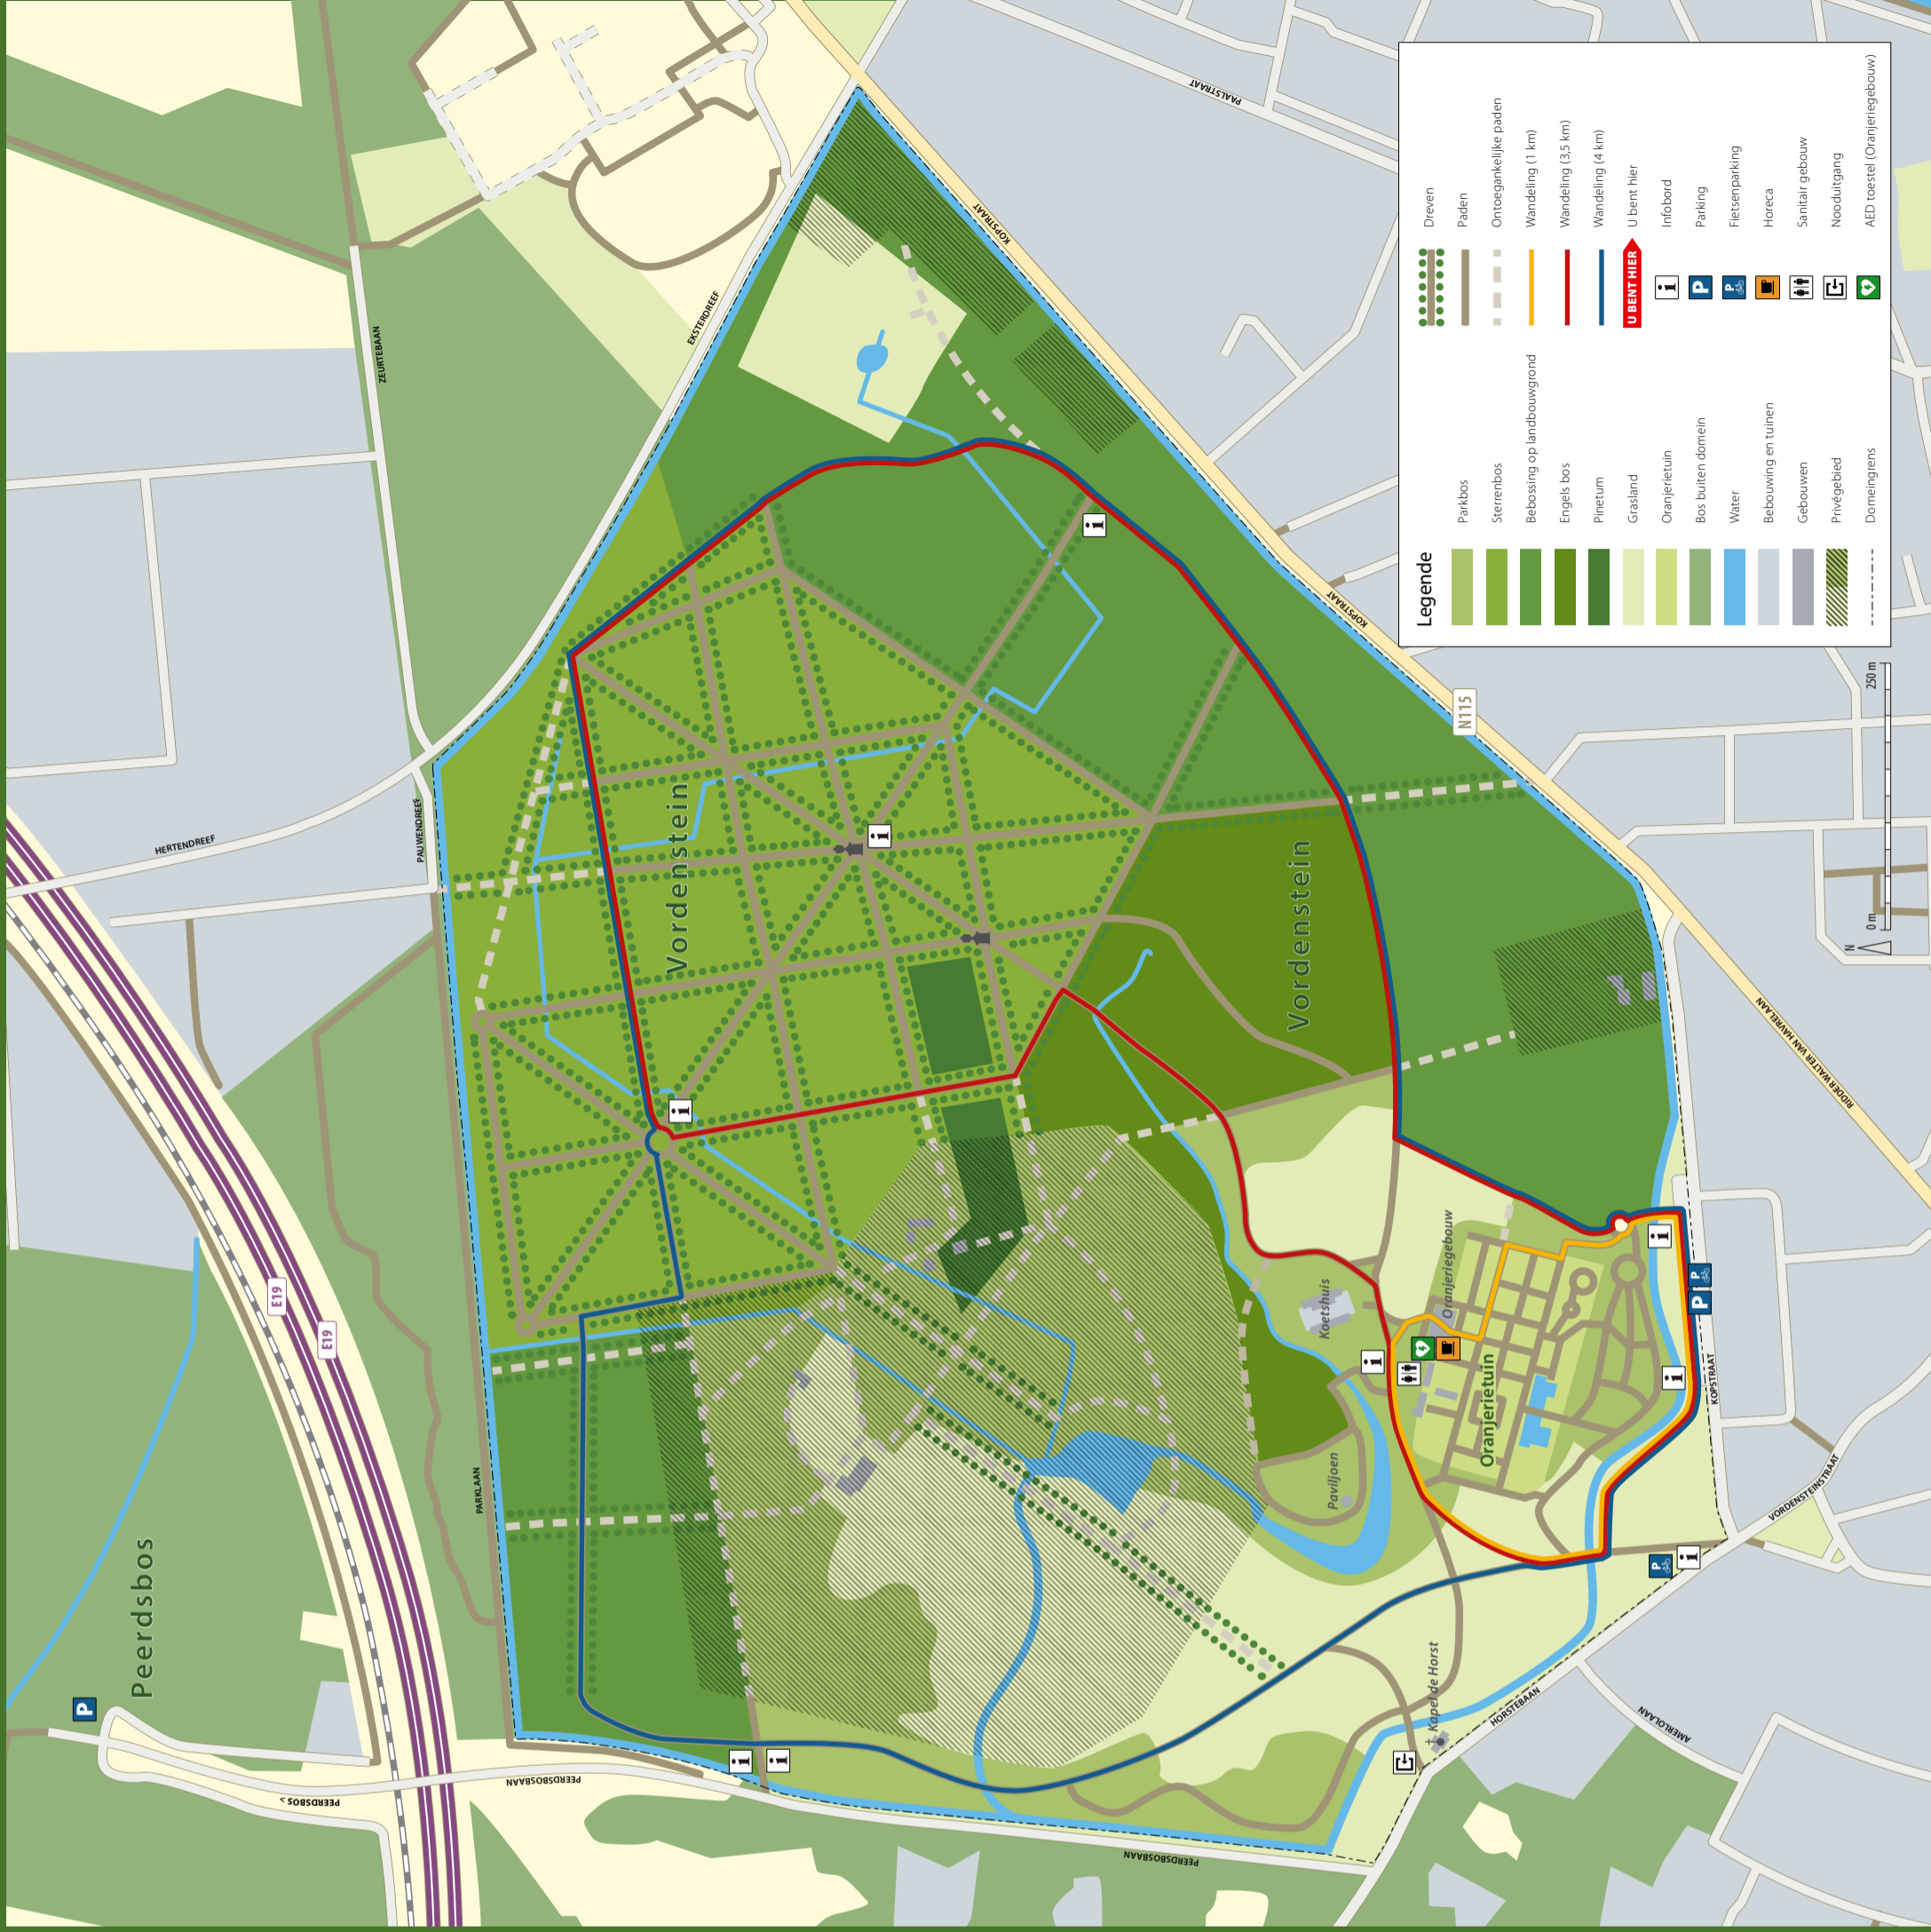 Peerdsbos
E19
E19
HERTENDREEF
ZEURTEBAAN
EKSTERDREEF
PAUWENDREEF
PARKLAAN
PEERDSBOS >
PEERDSBOSBAAN
PEERDSBOSBAAN
KOPSTRAAT
PAALSTRAAT
KOPSTRAAT
N115
RIDDER WALTER VAN HAVRELAAN
KOPSTRAAT
VORDENSTEINSTRAAT
HORSTEBAAN
AMERLOLAAN
Vordenstein
Vordenstein
Koetshuis
Oranjeriegebouw
Oranjerietuin
Paviljoen
Kapel de Horst
i
i
i
i
i
i
i
i
i
i
P
P
P
P
P
Legende
Parkbos
Sterrenbos
Bebossing op landbouwgrond
Engels bos
Pinetum
Grasland
Oranjerietuin
Bos buiten domein
Water
Bebouwing en tuinen
Gebouwen
Privégebied
Domeingrens
Dreven
Paden
Ontoegankelijke paden
Wandeling (1 km)
Wandeling (3,5 km)
Wandeling (4 km)
U BENT HIER
U bent hier
i
Infobord
P
Parking
P
Fietsenparking
Horeca
Sanitair gebouw
Nooduitgang
AED toestel (Oranjeriegebouw)
N
0 m
250 m